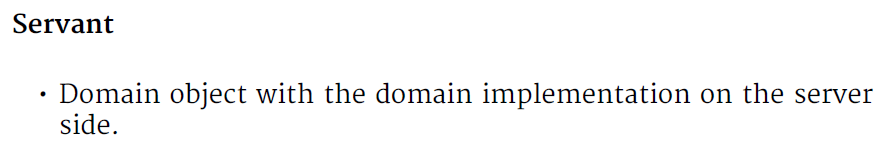 Servant
• Domain object with the domain implementation on the server
side.